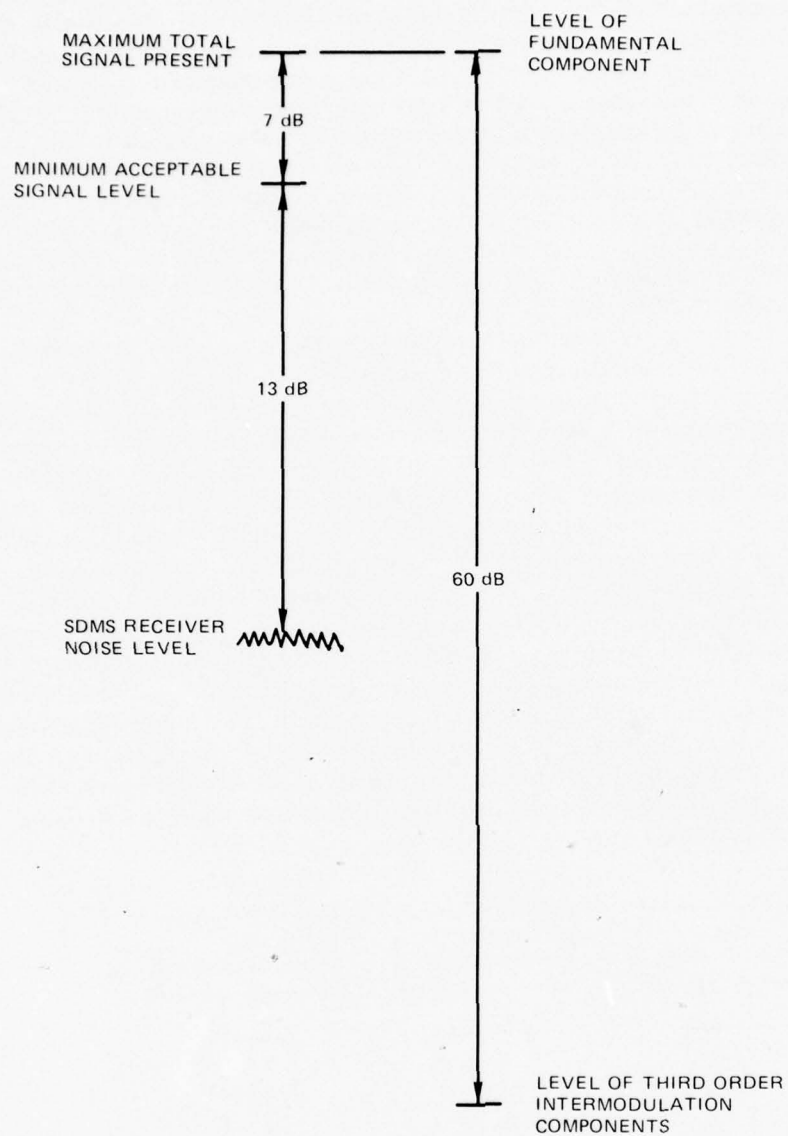 MAXIMUM TOTAL
SIGNAL PRESENT
LEVEL OF
FUNDAMENTAL
COMPONENT
7 dB
MINIMUM ACCEPTABLE
SIGNAL LEVEL
13 dB
60 dB
SDMS RECEIVER
NOISE LEVEL
LEVEL OF THIRD ORDER
INTERMODULATION
COMPONENTS